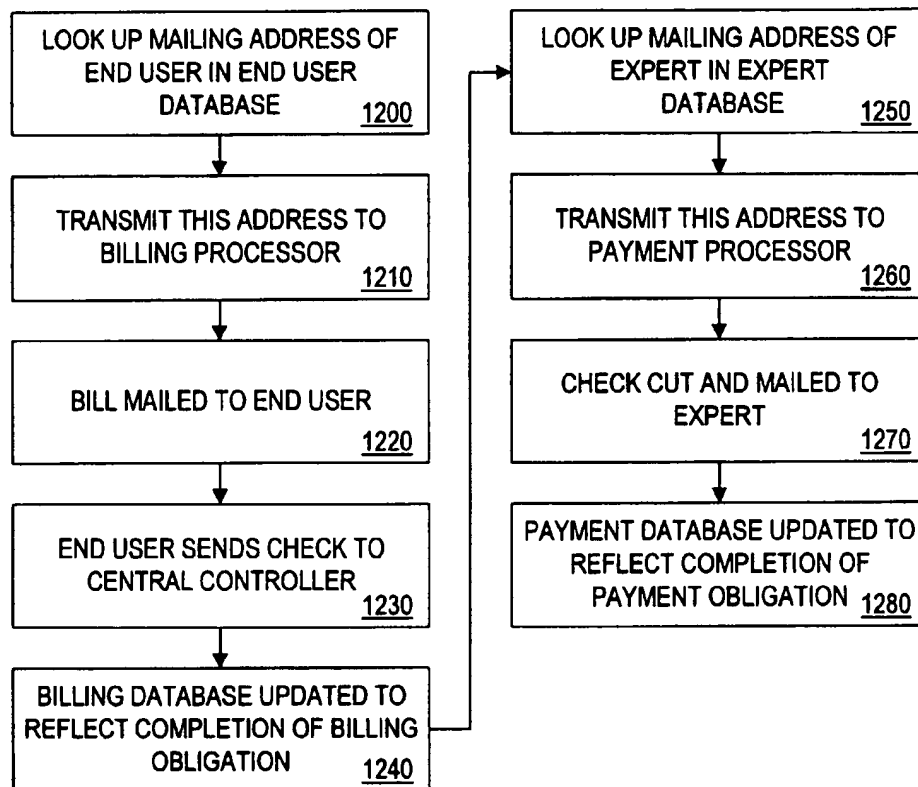 LOOK UP MAILING ADDRESS OF
END USER IN END USER
DATABASE
1200
TRANSMIT THIS ADDRESS TO
BILLING PROCESSOR
1210
BILL MAILED TO END USER
1220
END USER SENDS CHECK TO
CENTRAL CONTROLLER
1230
BILLING DATABASE UPDATED TO
REFLECT COMPLETION OF BILLING
OBLIGATION
1240
LOOK UP MAILING ADDRESS OF
EXPERT IN EXPERT
DATABASE
1250
TRANSMIT THIS ADDRESS TO
PAYMENT PROCESSOR
1260
CHECK CUT AND MAILED TO
EXPERT
1270
PAYMENT DATABASE UPDATED TO
REFLECT COMPLETION OF
PAYMENT OBLIGATION
1280